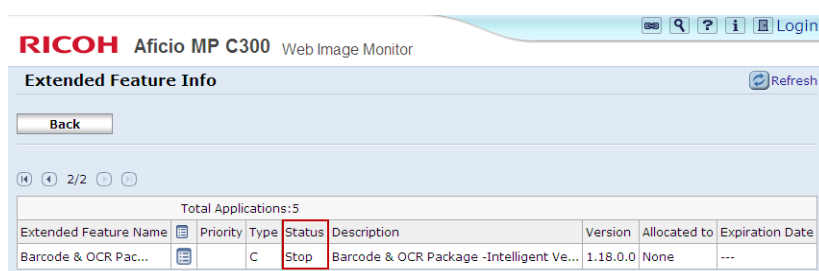 Login
RICOH Aficio MP C300 Web Image Monitor
Extended Feature Info
Refresh
Back
2/2
Total Applications:5
Extended Feature Name Priority Type Status Description Version Allocated to Expiration Date
Barcode & OCR Pac... C Stop Barcode & OCR Package -Intelligent Ve... 1.18.0.0 None ---